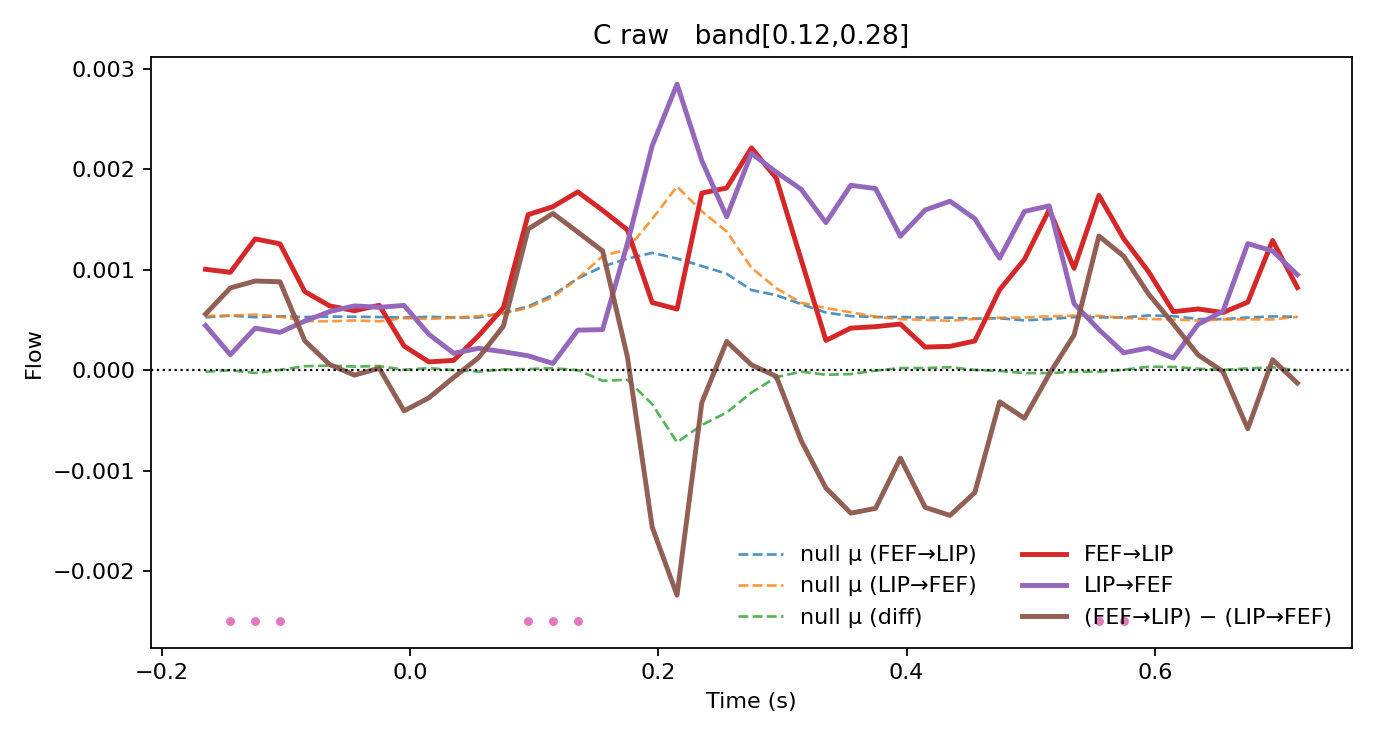 C raw   band[0.12,0.28]
0.003
0.002
0.001
0.000
−0.001
−0.002
Flow
−0.2
0.0
0.2
0.4
0.6
Time (s)
null μ (FEF→LIP)
null μ (LIP→FEF)
null μ (diff)
FEF→LIP
LIP→FEF
(FEF→LIP) − (LIP→FEF)